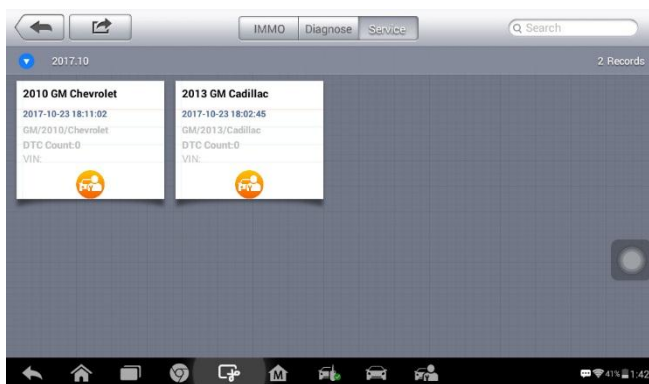 IMMO Diagnose Service Search
2017.10 2 Records
2010 GM Chevrolet
2017-10-23 18:11:02
GM/2010/Chevrolet
DTC Count:0
VIN:
2013 GM Cadillac
2017-10-23 18:02:45
GM/2013/Cadillac
DTC Count:0
VIN:
M
41% 1:42